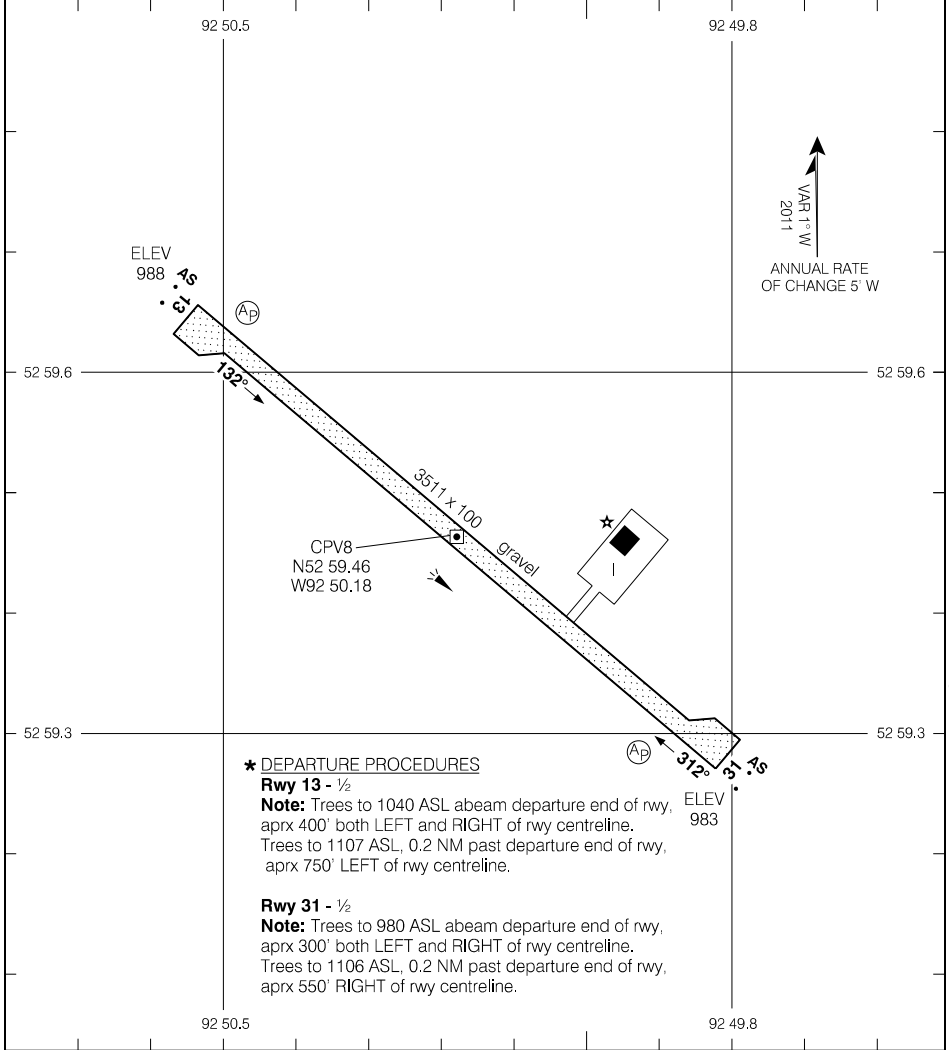 92 50.5
92 49.8
VAR 1° W
2011
ANNUAL RATE
OF CHANGE 5' W
ELEV
988
AS
13
AP
52 59.6
52 59.6
132°
3511 x 100
gravel
CPV8
N52 59.46
W92 50.18
I
52 59.3
52 59.3
AP
312°
31
AS
ELEV
983
* DEPARTURE PROCEDURES
Rwy 13 - ½
Note: Trees to 1040 ASL abeam departure end of rwy,
aprx 400' both LEFT and RIGHT of rwy centreline.
Trees to 1107 ASL, 0.2 NM past departure end of rwy,
aprx 750' LEFT of rwy centreline.
Rwy 31 - ½
Note: Trees to 980 ASL abeam departure end of rwy,
aprx 300' both LEFT and RIGHT of rwy centreline.
Trees to 1106 ASL, 0.2 NM past departure end of rwy,
aprx 550' RIGHT of rwy centreline.
92 50.5
92 49.8